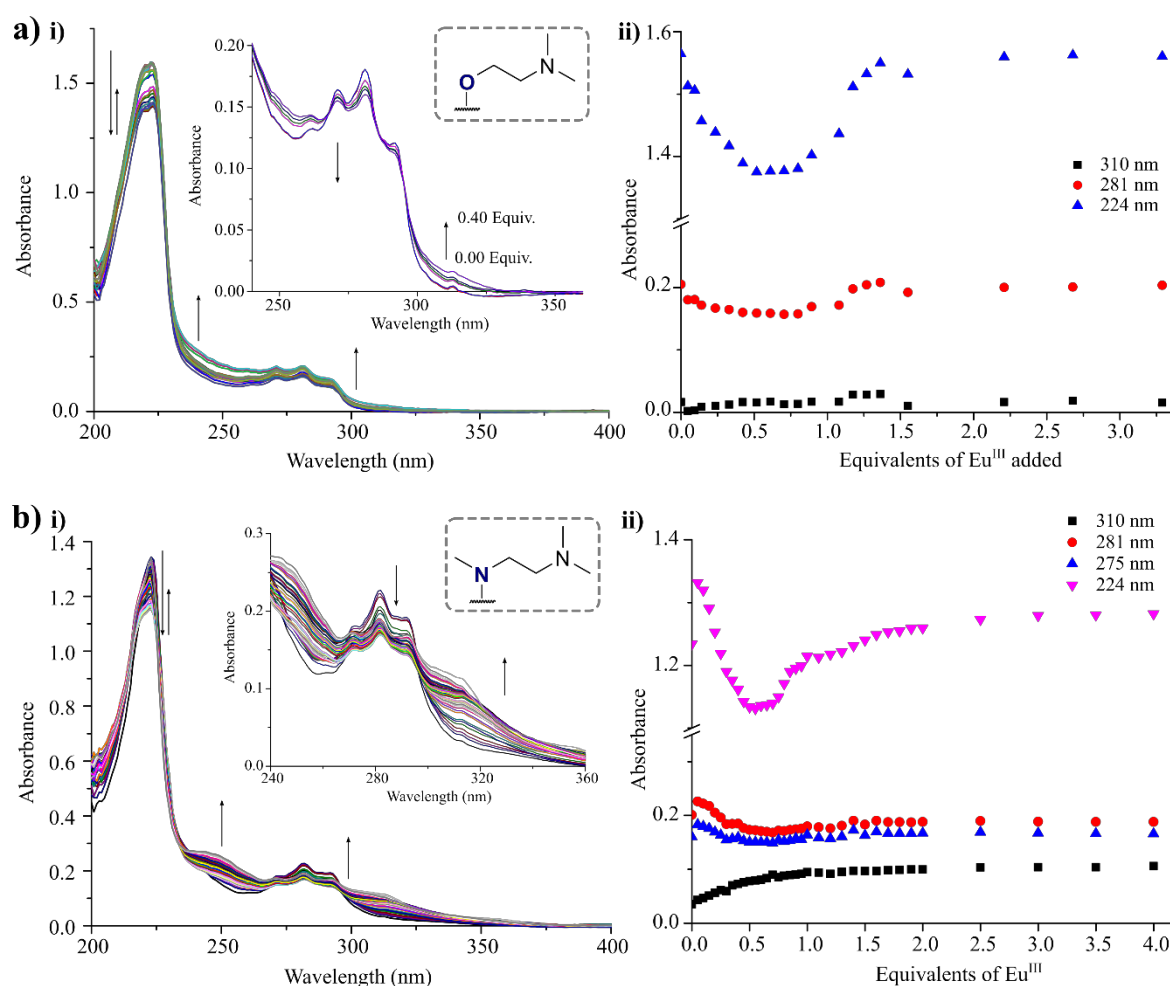 a) i)
1.5
1.0
0.5
0.0
Absorbance
200 250 300 350 400
Wavelength (nm)
0.20
0.15
0.10
0.05
0.00
Absorbance
250 300 350
Wavelength (nm)
0.40 Equiv.
0.00 Equiv.
O N
ii)
1.6
1.4
0.2
0.0
Absorbance
310 nm
281 nm
224 nm
0.0 0.5 1.0 1.5 2.0 2.5 3.0
Equivalents of Eu^III added
b) i)
1.4
1.2
1.0
0.8
0.6
0.4
0.2
0.0
Absorbance
200 250 300 350 400
Wavelength (nm)
0.3
0.2
0.1
0.0
Absorbance
240 280 320 360
Wavelength (nm)
N N
ii)
310 nm
281 nm
275 nm
224 nm
1.4
1.2
0.2
0.0
Absorbance
0.0 0.5 1.0 1.5 2.0 2.5 3.0 3.5 4.0
Equivalents of Eu^III